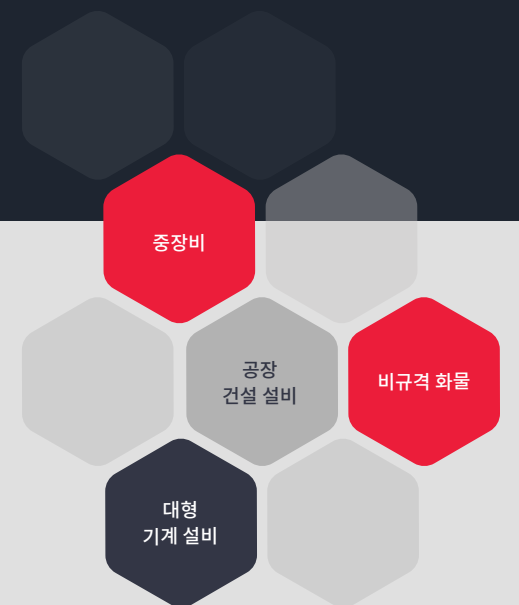 중장비
공장
건설 설비
비규격 화물
대형
기계 설비